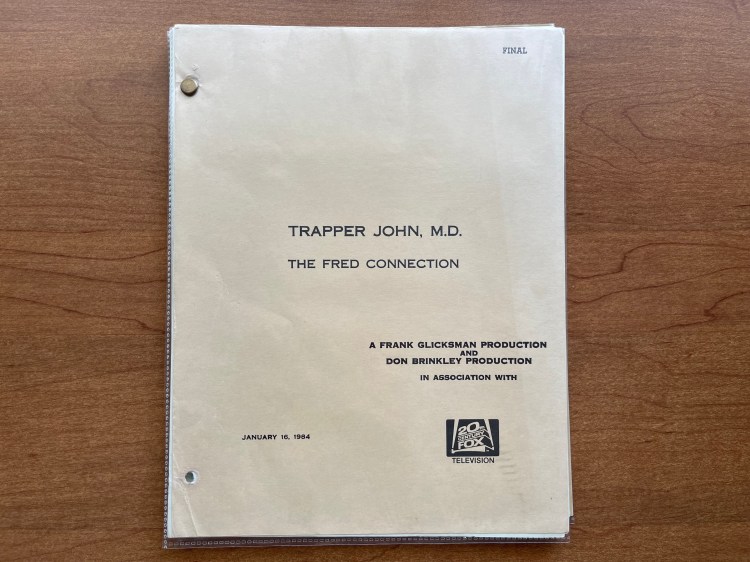 FINAL
TRAPPER JOHN, M.D.
THE FRED CONNECTION
A FRANK GLICKSMAN PRODUCTION
AND
DON BRINKLEY PRODUCTION
IN ASSOCIATION WITH
JANUARY 16, 1984
20th
CENTURY
FOX
TELEVISION